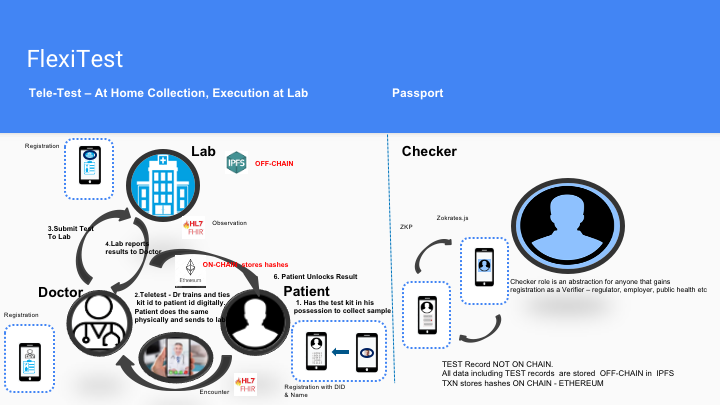 FlexiTest
Tele-Test – At Home Collection, Execution at Lab
Passport
Registration
Lab
IPFS
OFF-CHAIN
3.Submit Test
To Lab
4.Lab reports
results to Doctor
HL7
FHIR
Observation
Ethereum
ON-CHAIN stores hashes
6. Patient Unlocks Result
Doctor
2.Teletest - Dr trains and ties
kit id to patient id digitally
Patient does the same
physically and sends to lab
Patient
1. Has the test kit in his
possession to collect sample
Registration
Encounter
HL7
FHIR
Registration with DID
& Name
Checker
Zokrates.js
ZKP
Checker role is an abstraction for anyone that gains
registration as a Verifier – regulator, employer, public health etc
TEST Record NOT ON CHAIN.
All data including TEST records are stored OFF-CHAIN in IPFS
TXN stores hashes ON CHAIN - ETHEREUM